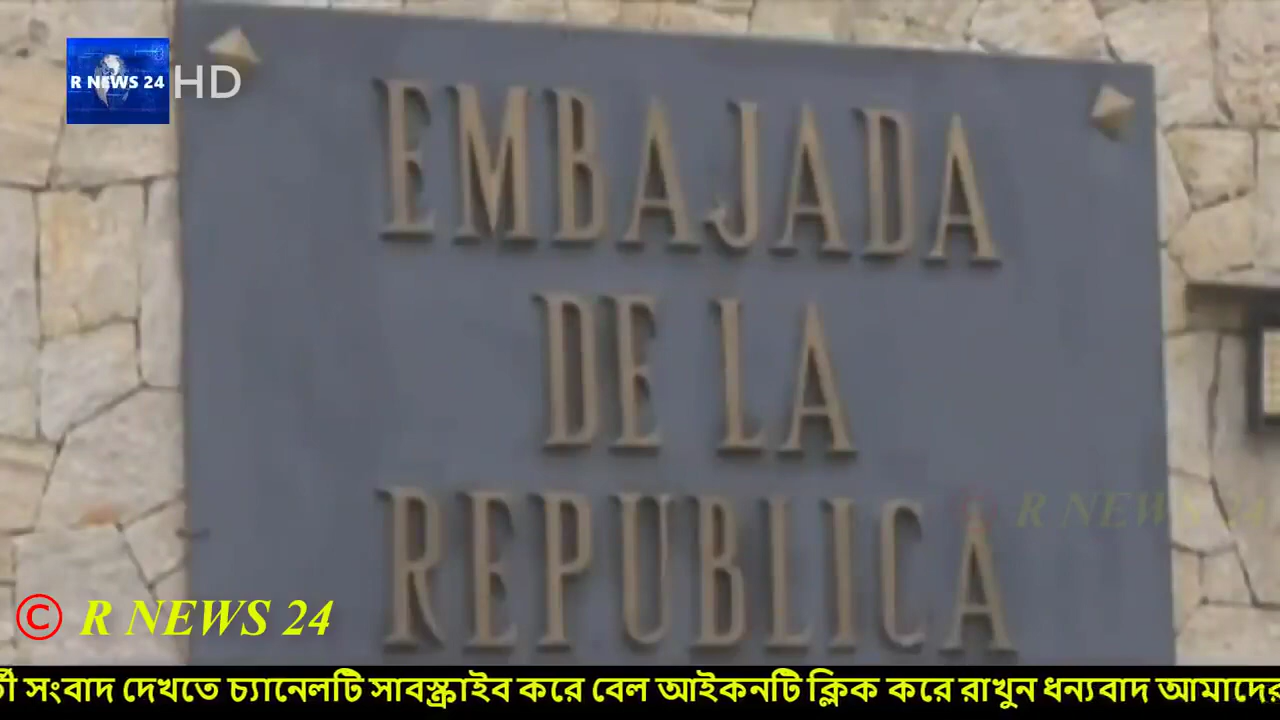 R NEWS 24
HD
EMBAJADA
DE LA
REPUBLICA
© R NEWS 24
© R NEWS 24
সংবাদ দেখতে চ্যানেলটি সাবস্ক্রাইব করে বেল আইকনটি ক্লিক করে রাখুন ধন্যবাদ আমাদের